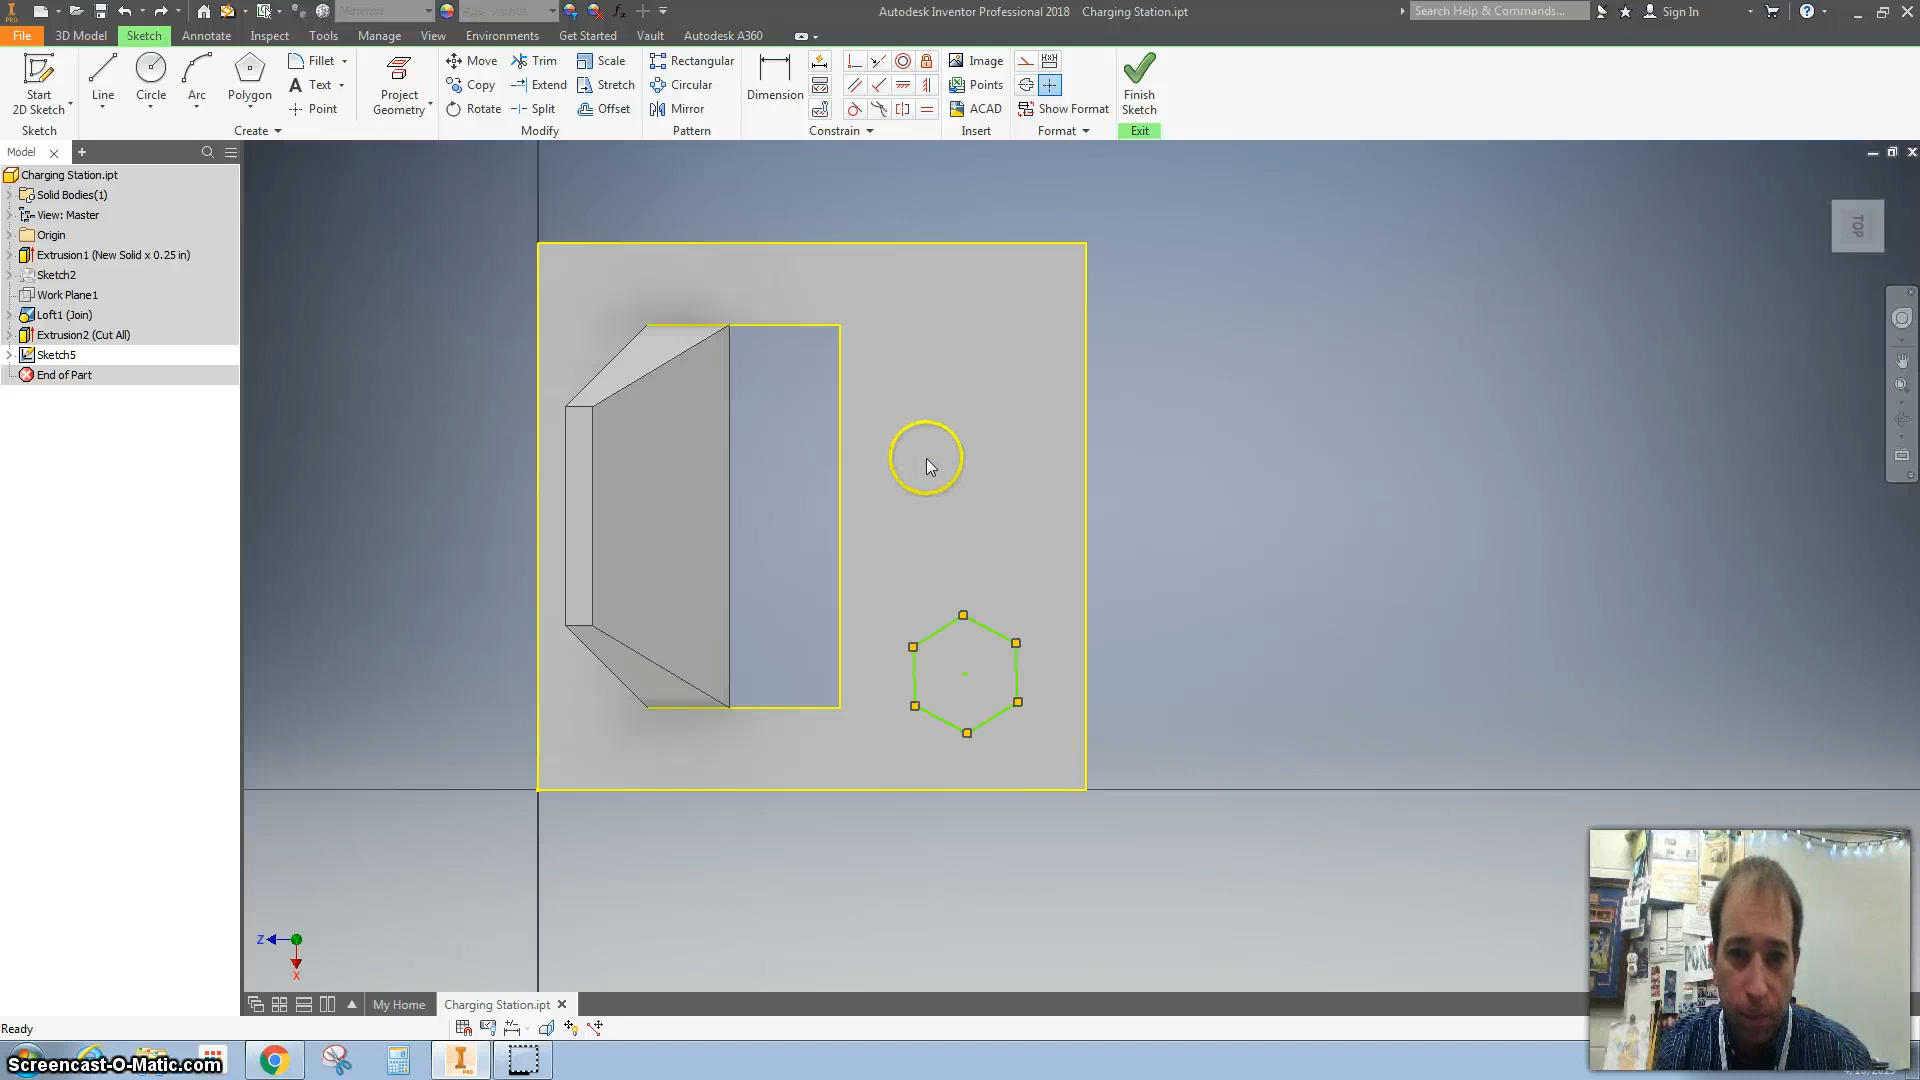 Autodesk Inventor Professional 2018 Charging Station.ipt
Search Help & Commands...
Sign In
PRO
File
3D Model
Sketch
Annotate
Inspect
Tools
Manage
View
Environments
Get Started
Vault
Autodesk A360
Start
2D Sketch
Line
Circle
Arc
Polygon
Fillet
Text
Point
Project
Geometry
Move
Copy
Rotate
Trim
Extend
Split
Scale
Stretch
Offset
Rectangular
Circular
Mirror
Dimension
Image
Points
ACAD
Show Format
Finish
Sketch
Sketch
Create
Modify
Pattern
Constrain
Insert
Format
Exit
Model
Charging Station.ipt
Solid Bodies(1)
View: Master
Origin
Extrusion1 (New Solid x 0.25 in)
Sketch2
Work Plane1
Loft1 (Join)
Extrusion2 (Cut All)
Sketch5
End of Part
TOP
Z
X
My Home
Charging Station.ipt
Ready
Screencast-O-Matic.com